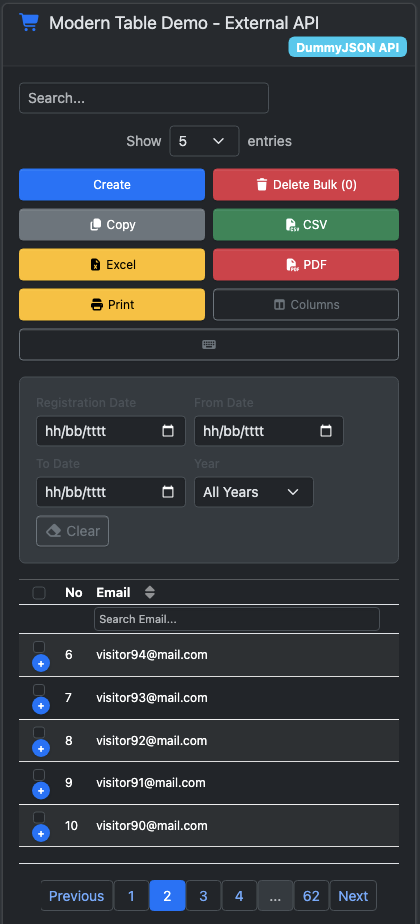 Modern Table Demo - External API
DummyJSON API
Search...
Show 5 entries
Create Delete Bulk (0)
Copy CSV
Excel PDF
Print Columns
Registration Date From Date
hh/bb/tttt hh/bb/tttt
To Date Year
hh/bb/tttt All Years
Clear
No Email
Search Email...
6 visitor94@mail.com
7 visitor93@mail.com
8 visitor92@mail.com
9 visitor91@mail.com
10 visitor90@mail.com
Previous 1 2 3 4 ... 62 Next